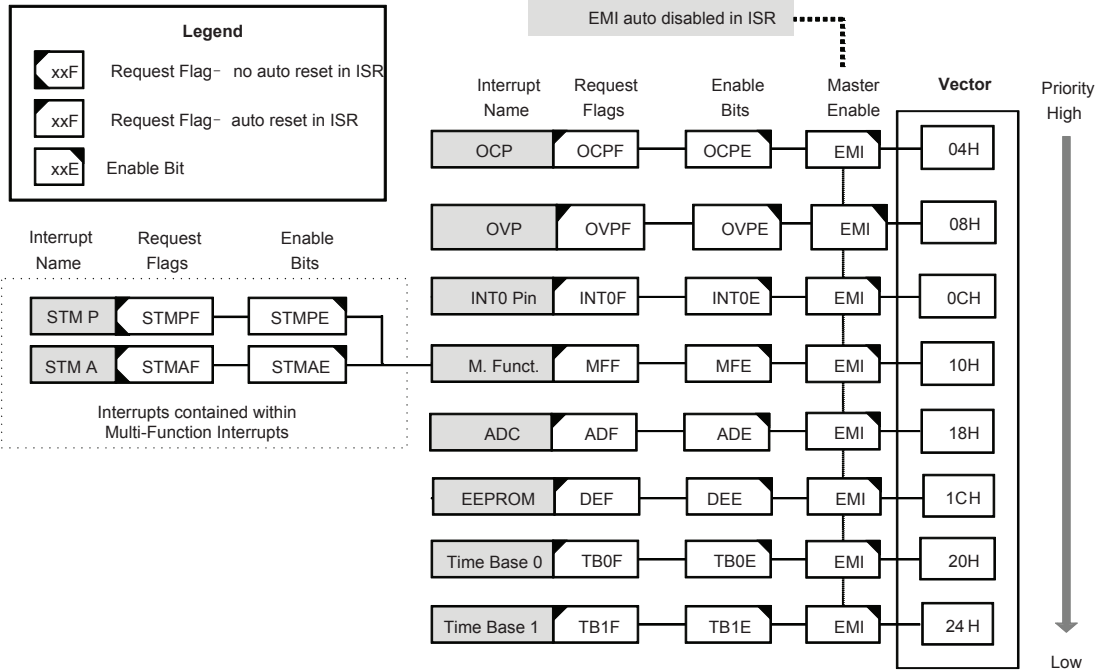 EMI auto disabled in ISR
Legend
xxF Request Flag– no auto reset in ISR
xxF Request Flag– auto reset in ISR
xxE Enable Bit
Interrupt Name Request Flags Enable Bits Master Enable Vector Priority High
OCP OCPF OCPE EMI 04H
OVP OVPF OVPE EMI 08H
INT0 Pin INT0F INT0E EMI 0CH
M. Funct. MFF MFE EMI 10H
ADC ADF ADE EMI 18H
EEPROM DEF DEE EMI 1CH
Time Base 0 TB0F TB0E EMI 20H
Time Base 1 TB1F TB1E EMI 24 H
Low
Interrupt Name Request Flags Enable Bits
STM P STMPF STMPE
STM A STMAF STMAE
Interrupts contained within
Multi-Function Interrupts